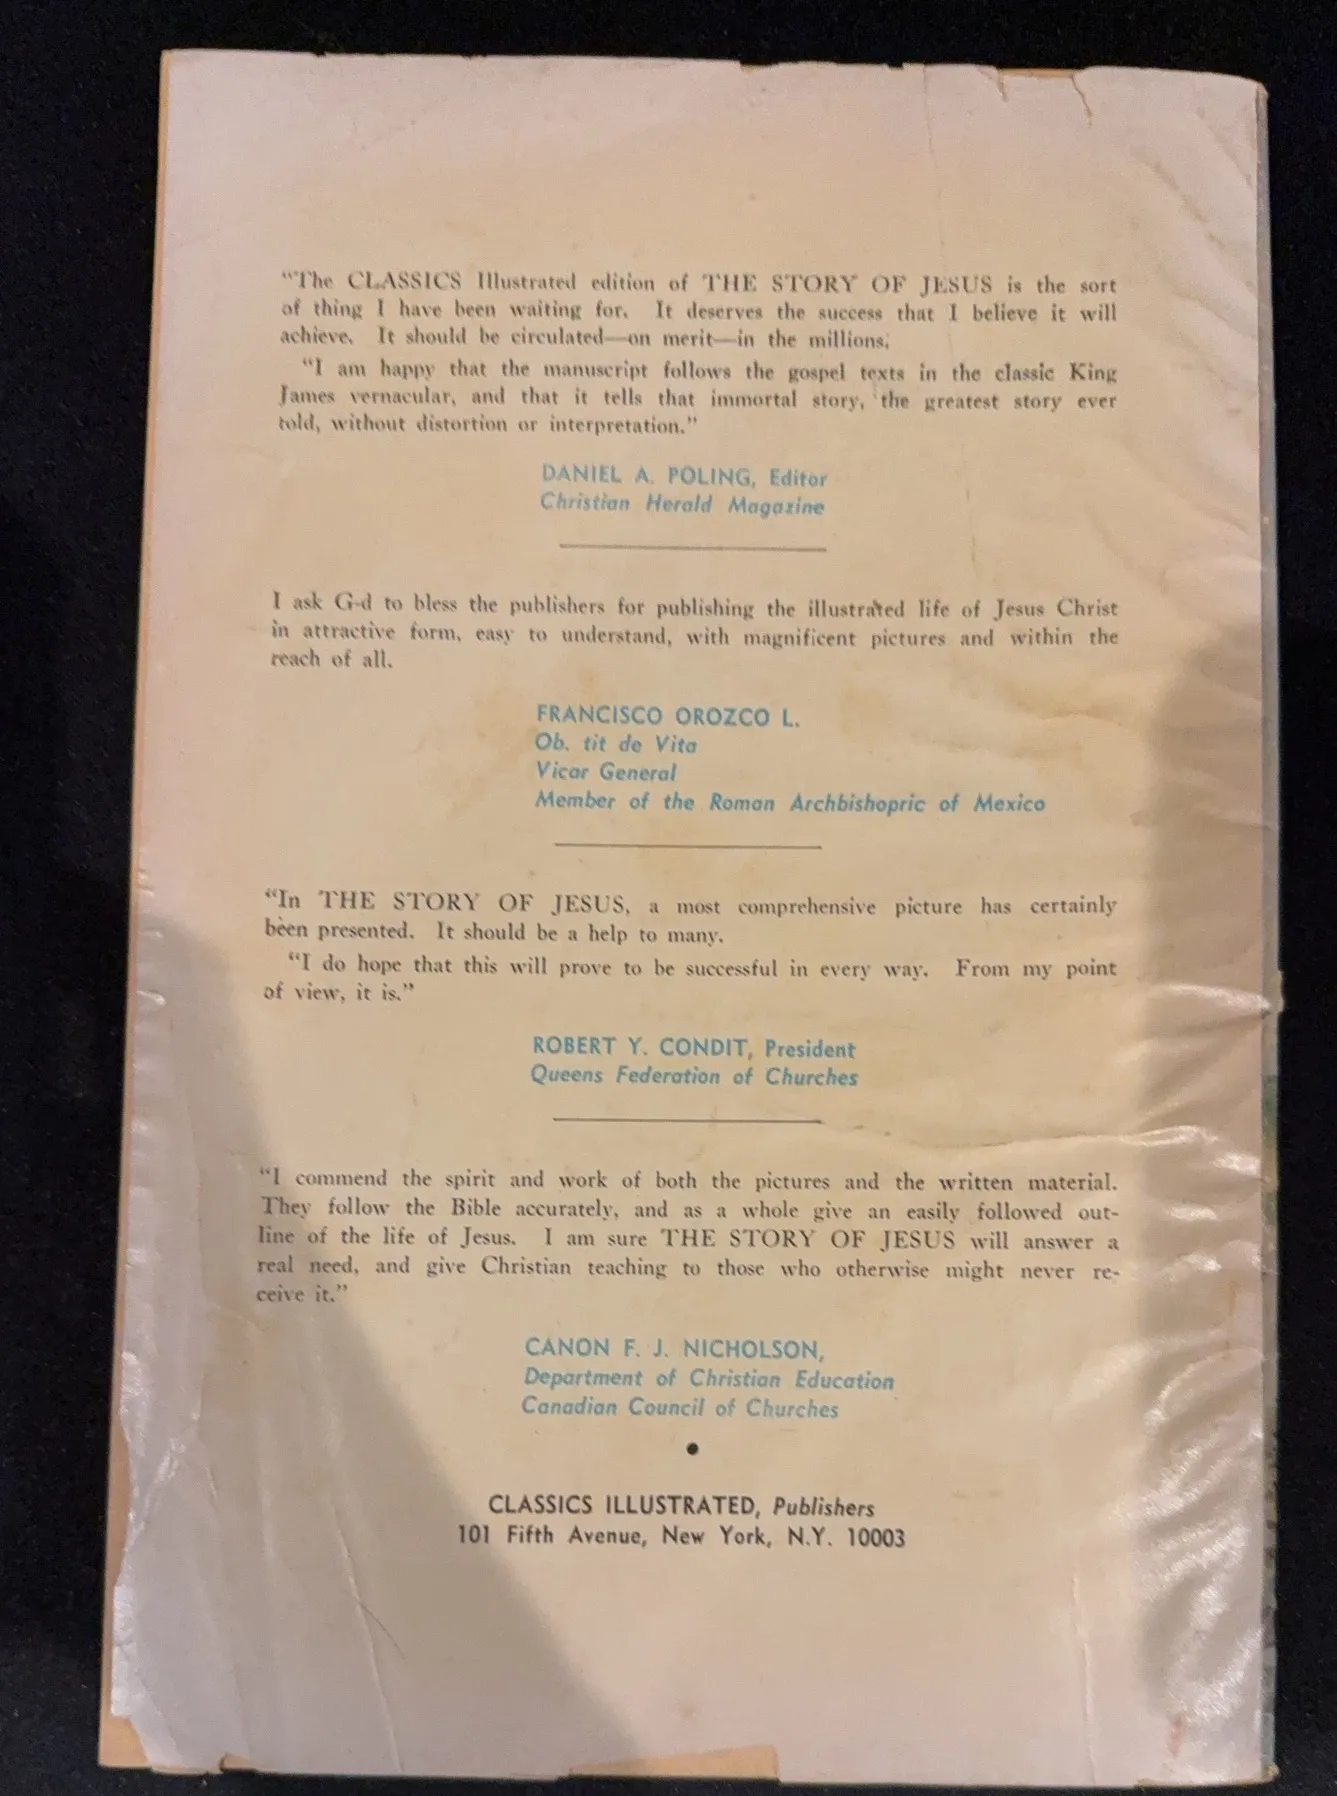 “The CLASSICS Illustrated edition of THE STORY OF JESUS is the sort
of thing I have been waiting for. It deserves the success that I believe it will
achieve. It should be circulated—on merit—in the millions.
“I am happy that the manuscript follows the gospel texts in the classic King
James vernacular, and that it tells that immortal story, the greatest story ever
told, without distortion or interpretation.”
DANIEL A. POLING, Editor
Christian Herald Magazine
I ask G-d to bless the publishers for publishing the illustrated life of Jesus Christ
in attractive form, easy to understand, with magnificent pictures and within the
reach of all.
FRANCISCO OROZCO L.
Ob. tit de Vita
Vicar General
Member of the Roman Archbishopric of Mexico
“In THE STORY OF JESUS, a most comprehensive picture has certainly
been presented. It should be a help to many.
“I do hope that this will prove to be successful in every way. From my point
of view, it is.”
ROBERT Y. CONDIT, President
Queens Federation of Churches
“I commend the spirit and work of both the pictures and the written material.
They follow the Bible accurately, and as a whole give an easily followed out-
line of the life of Jesus. I am sure THE STORY OF JESUS will answer a
real need, and give Christian teaching to those who otherwise might never re-
ceive it.”
CANON F. J. NICHOLSON,
Department of Christian Education
Canadian Council of Churches
•
CLASSICS ILLUSTRATED, Publishers
101 Fifth Avenue, New York, N.Y. 10003